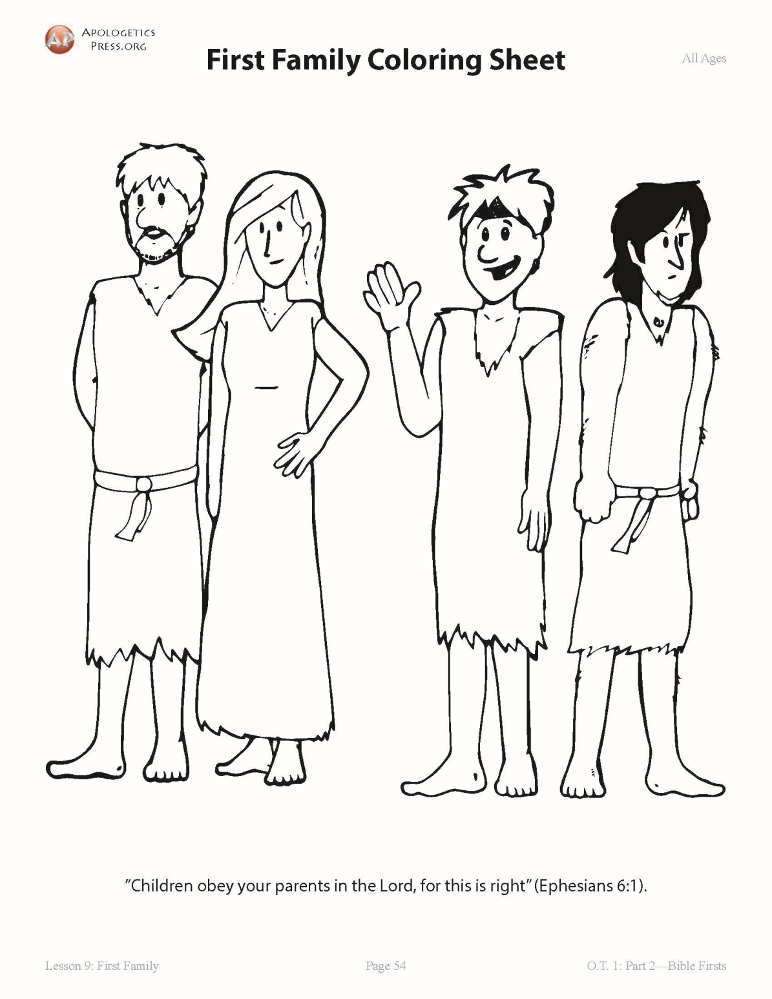 AP
APOLOGETICS
PRESS.ORG
First Family Coloring Sheet
All Ages
”Children obey your parents in the Lord, for this is right” (Ephesians 6:1).
Lesson 9: First Family
Page 54
O.T. 1: Part 2—Bible Firsts